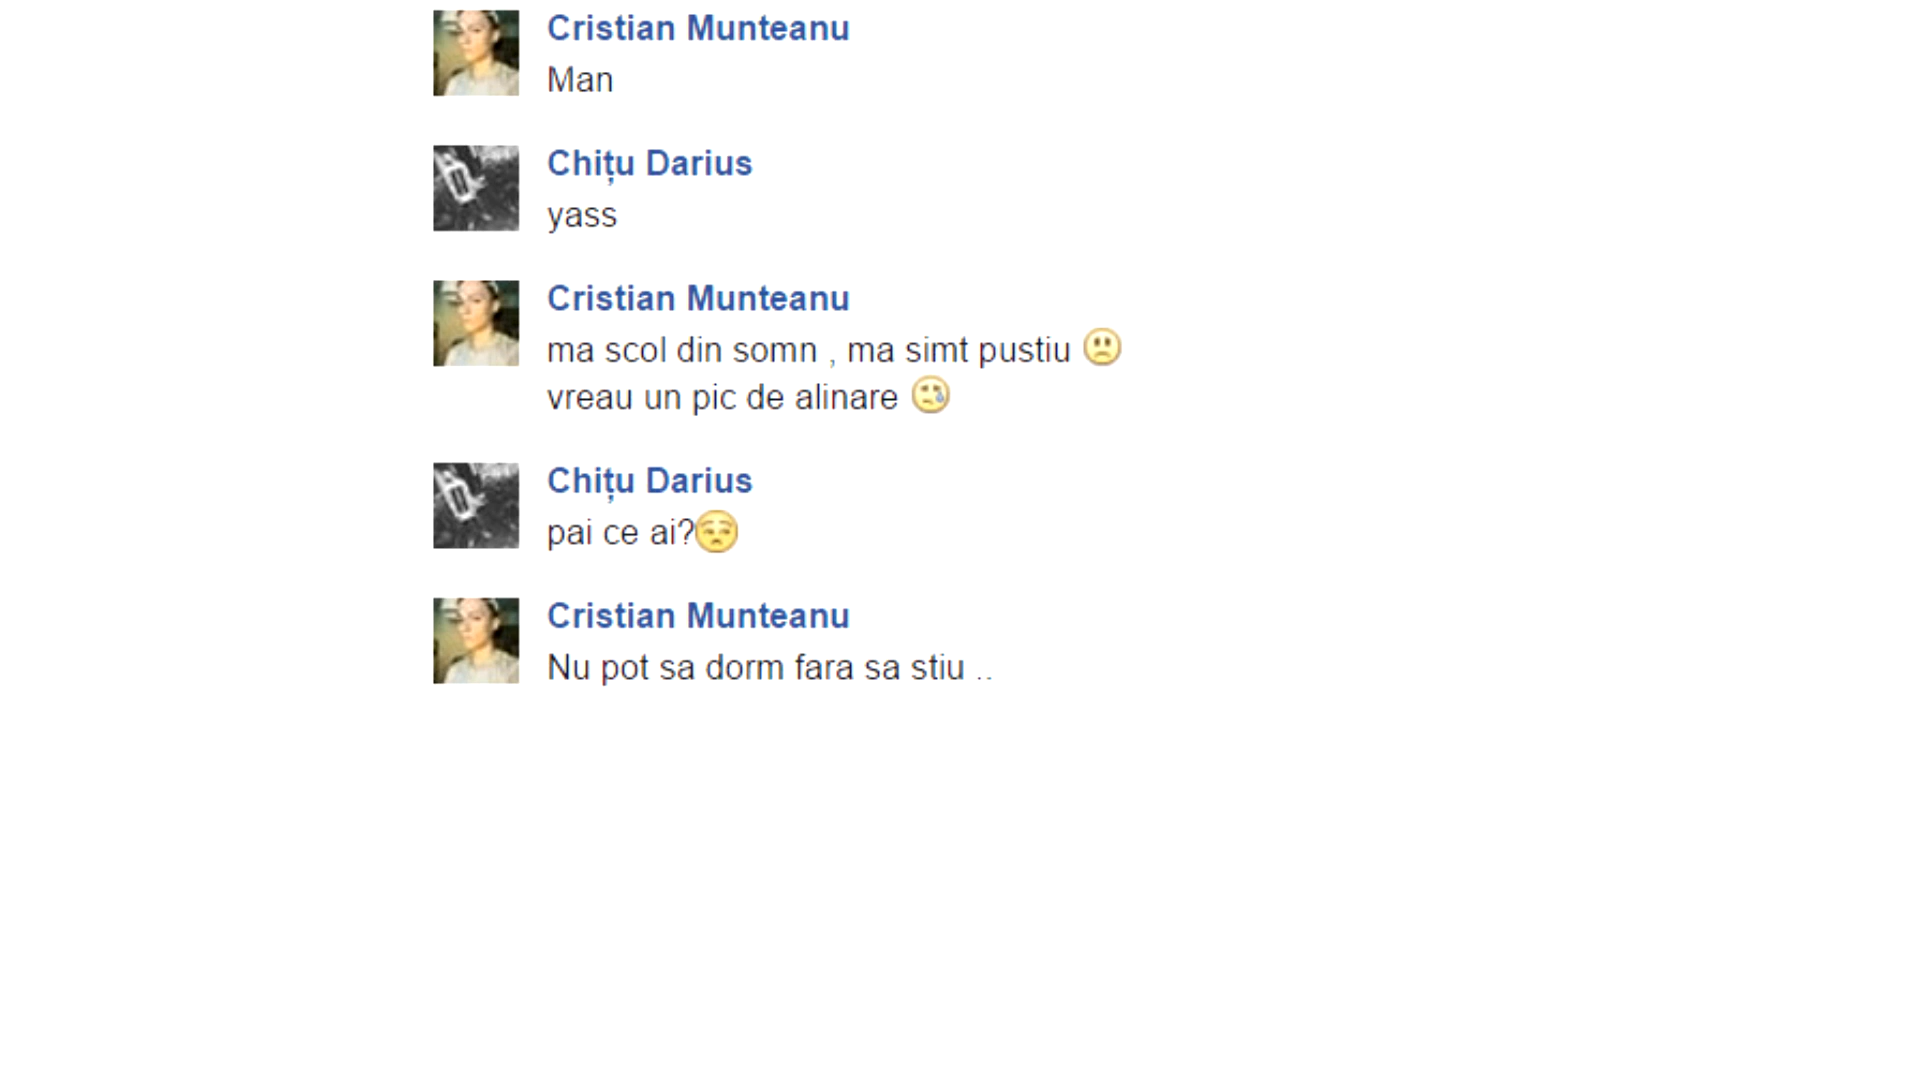 Cristian Munteanu
Man
Chițu Darius
yass
Cristian Munteanu
ma scol din somn , ma simt pustiu
vreau un pic de alinare
Chițu Darius
pai ce ai?
Cristian Munteanu
Nu pot sa dorm fara sa stiu ..